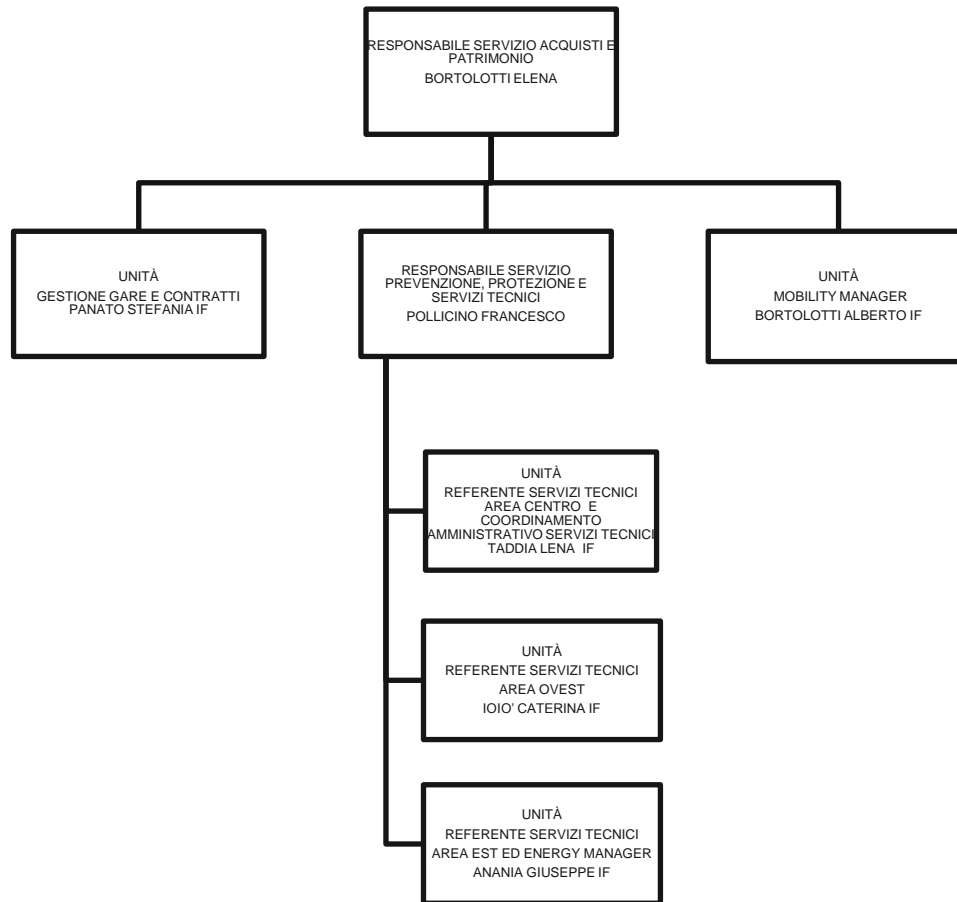 RESPONSABILE SERVIZIO ACQUISTI E
PATRIMONIO
BORTOLOTTI ELENA
UNITÀ
GESTIONE GARE E CONTRATTI
PANATO STEFANIA IF
RESPONSABILE SERVIZIO
PREVENZIONE, PROTEZIONE E
SERVIZI TECNICI
POLLICINO FRANCESCO
UNITÀ
MOBILITY MANAGER
BORTOLOTTI ALBERTO IF
UNITÀ
REFERENTE SERVIZI TECNICI
AREA CENTRO E
COORDINAMENTO
AMMINISTRATIVO SERVIZI TECNICI
TADDIA LENA IF
UNITÀ
REFERENTE SERVIZI TECNICI
AREA OVEST
IOIO' CATERINA IF
UNITÀ
REFERENTE SERVIZI TECNICI
AREA EST ED ENERGY MANAGER
ANANIA GIUSEPPE IF